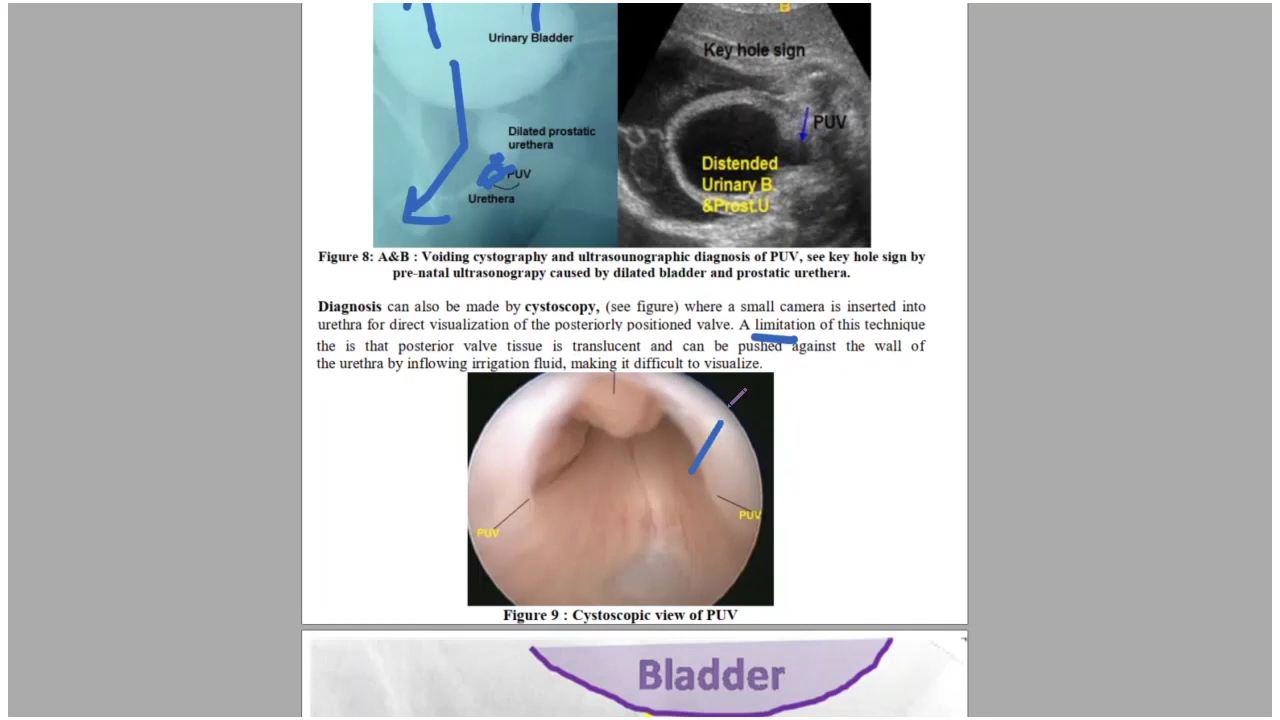 B
Urinary Bladder
Key hole sign
PUV
Dilated prostatic
urethera
PUV
Urethera
Distended
Urinary B.
&Prost.U
Figure 8: A&B : Voiding cystography and ultrasounographic diagnosis of PUV, see key hole sign by
pre-natal ultrasonograpy caused by dilated bladder and prostatic urethera.
Diagnosis can also be made by cystoscopy, (see figure) where a small camera is inserted into
urethra for direct visualization of the posteriorly positioned valve. A limitation of this technique
the is that posterior valve tissue is translucent and can be pushed against the wall of
the urethra by inflowing irrigation fluid, making it difficult to visualize.
PUV
PUV
Figure 9 : Cystoscopic view of PUV
Bladder